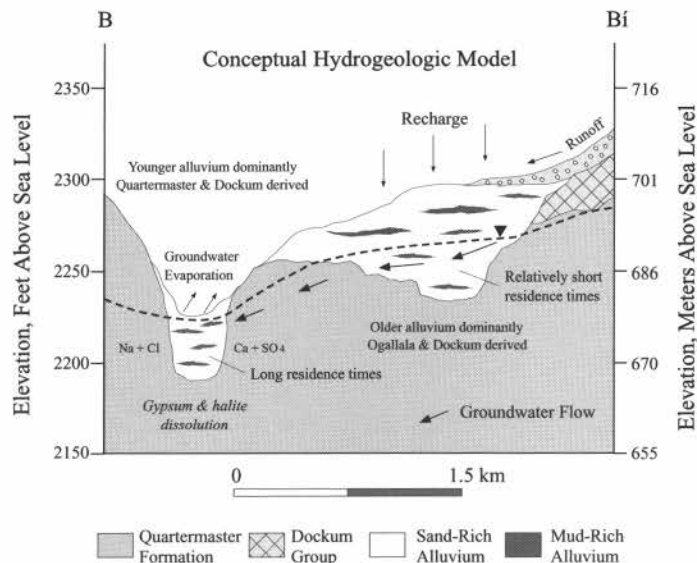 B
Bí
Conceptual Hydrogeologic Model
Elevation, Feet Above Sea Level
2350
2300
2250
2200
2150
Elevation, Meters Above Sea Level
716
701
686
670
655
Recharge
Runoff
Younger alluvium dominantly
Quartermaster & Dockum derived
Groundwater
Evaporation
Relatively short
residence times
Older alluvium dominantly
Ogallala & Dockum derived
Na + Cl
Ca + SO4
Long residence times
Gypsum & halite
dissolution
Groundwater Flow
0
1.5 km
Quartermaster
Formation
Dockum
Group
Sand-Rich
Alluvium
Mud-Rich
Alluvium